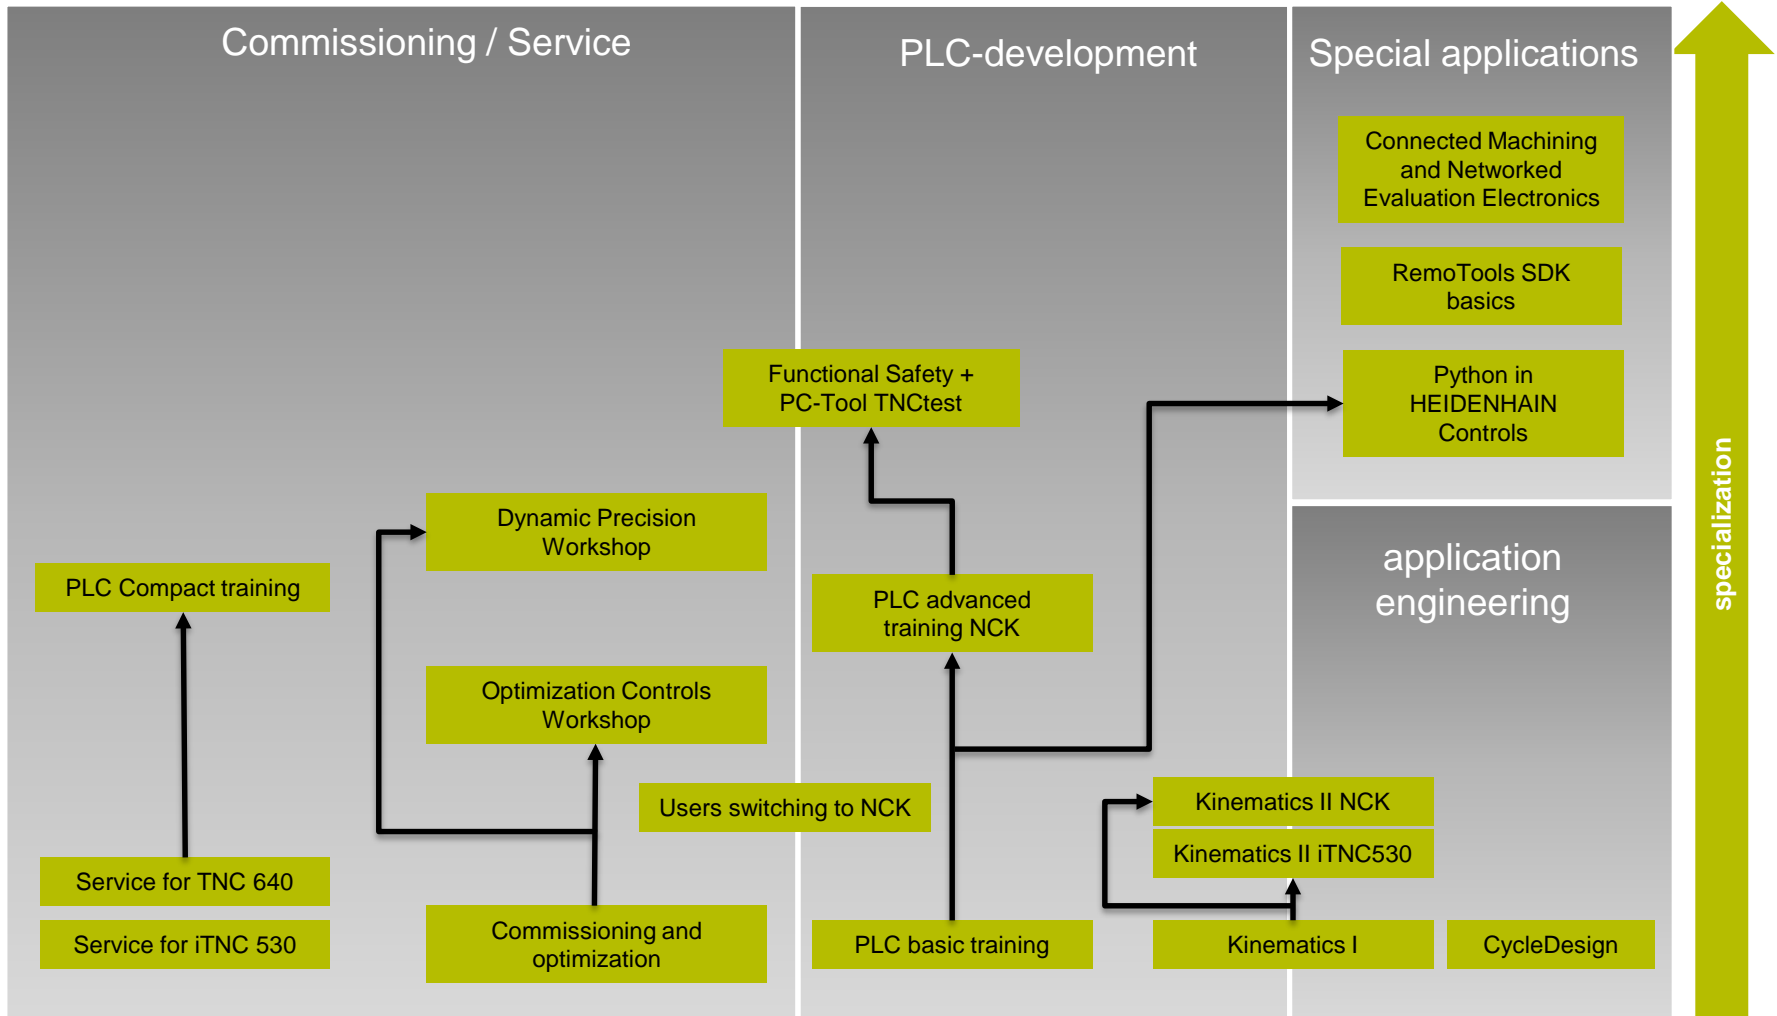 Commissioning / Service
PLC-development
Special applications
Connected Machining
and Networked
Evaluation Electronics
RemoTools SDK
basics
Functional Safety +
PC-Tool TNCtest
Python in
HEIDENHAIN
Controls
Dynamic Precision
Workshop
application
engineering
PLC Compact training
PLC advanced
training NCK
Optimization Controls
Workshop
Users switching to NCK
Kinematics II NCK
Kinematics II iTNC530
Service for TNC 640
Service for iTNC 530
Commissioning and
optimization
PLC basic training
Kinematics I
CycleDesign
specialization